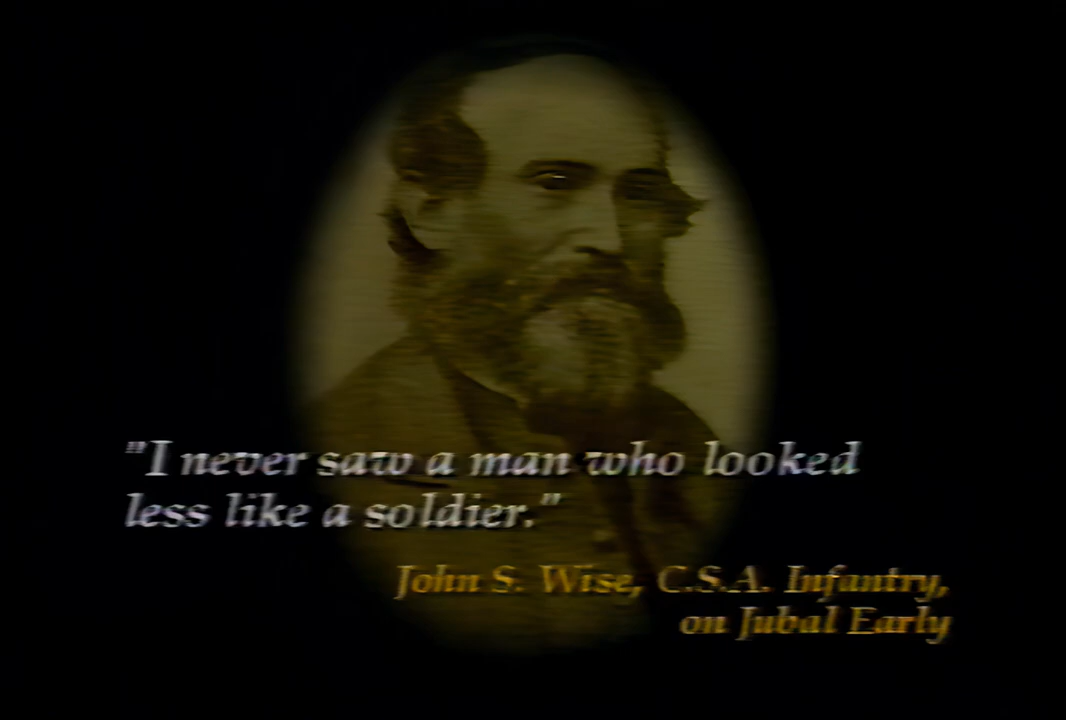 "I never saw a man who looked
less like a soldier."
John S. Wise, C.S.A. Infantry,
on Jubal Early